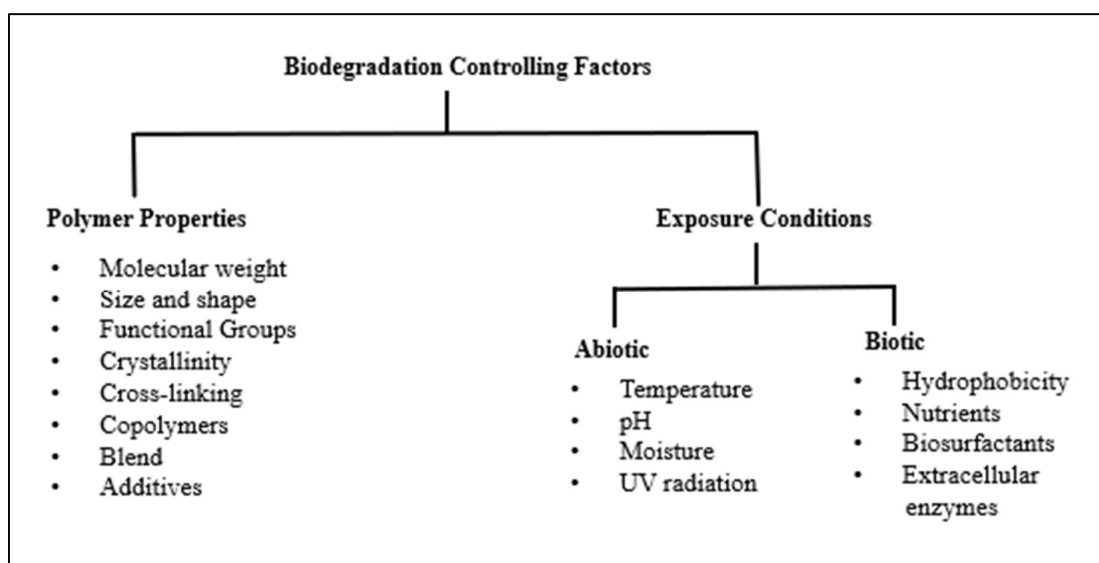 Biodegradation Controlling Factors
Polymer Properties
• Molecular weight
• Size and shape
• Functional Groups
• Crystallinity
• Cross-linking
• Copolymers
• Blend
• Additives
Exposure Conditions
Abiotic
• Temperature
• pH
• Moisture
• UV radiation
Biotic
• Hydrophobicity
• Nutrients
• Biosurfactants
• Extracellular
enzymes